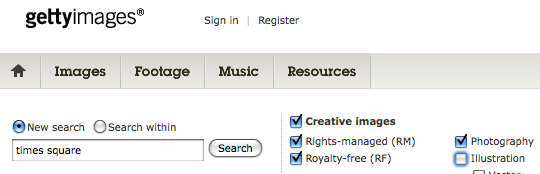 gettyimages®
Sign in | Register
Images Footage Music Resources
New search Search within
times square Search
Creative images
Rights-managed (RM) Photography
Royalty-free (RF) Illustration
Vector